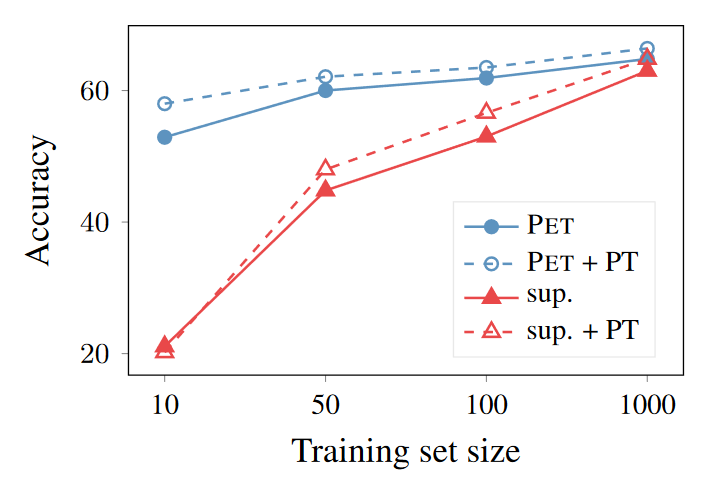 60
40
20
Accuracy
PET
PET + PT
sup.
sup. + PT
10 50 100 1000
Training set size